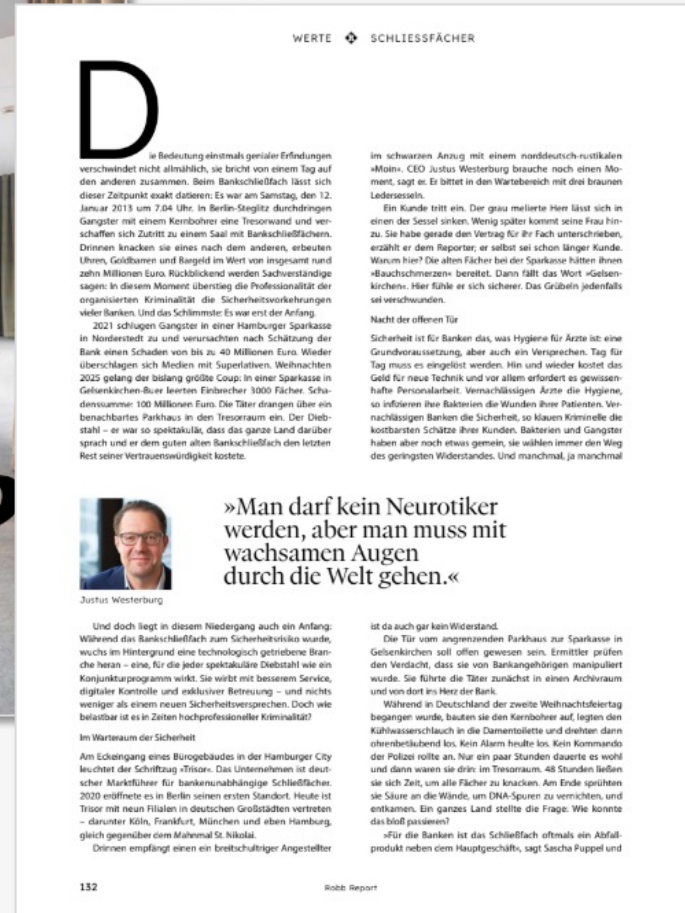 WERTE SCHLIESSFÄCHER
Die Bedeutung einstmals genialer Erfindungen
verschwindet nicht allmählich, sie bricht von einem Tag auf
den anderen zusammen. Beim Bankschließfach lässt sich
dieser Zeitpunkt exakt datieren: Es war am Samstag, den 12.
Januar 2013 um 7.04 Uhr. In Berlin-Steglitz durchdringen
Gangster mit einem Kernbohrer eine Tresorwand und ver-
schaffen sich Zutritt zu einem Saal mit Bankschließfächern.
Drinnen knacken sie eines nach dem anderen, erbeuten
Uhren, Goldbarren und Bargeld im Wert von insgesamt rund
zehn Millionen Euro. Rückblickend werden Sachverständige
sagen: In diesem Moment überstieg die Professionalität der
organisierten Kriminalität die Sicherheitsvorkehrungen
vieler Banken. Und das Schlimmste: Es war erst der Anfang.
2021 schlugen Gangster in einer Hamburger Sparkasse
in Norderstedt zu und verursachten nach Schätzung der
Bank einen Schaden von bis zu 40 Millionen Euro. Wieder
überschlagen sich Medien mit Superlativen. Weihnachten
2025 gelang der bislang größte Coup: In einer Sparkasse in
Gelsenkirchen-Buer leerten Einbrecher 3000 Fächer. Scha-
denssumme: 100 Millionen Euro. Die Täter drangen über ein
benachbartes Parkhaus in den Tresorraum ein. Der Dieb-
stahl – er war so spektakulär, dass das ganze Land darüber
sprach und er dem guten alten Bankschließfach den letzten
Rest seiner Vertrauenswürdigkeit kostete.
im schwarzen Anzug mit einem norddeutsch-rustikalen
»Moin«. CEO Justus Westerburg brauche noch einen Mo-
ment, sagt er. Er bittet in den Wartebereich mit drei braunen
Ledersesseln.
Ein Kunde tritt ein. Der grau melierte Herr lässt sich in
einen der Sessel sinken. Wenig später kommt seine Frau hin-
zu. Sie habe gerade den Vertrag für ihr Fach unterschrieben,
erzählt er dem Reporter; er selbst sei schon länger Kunde.
Warum hier? Die alten Fächer bei der Sparkasse hätten ihnen
»Bauchschmerzen« bereitet. Dann fällt das Wort »Gelsen-
kirchen«. Hier fühle er sich sicherer. Das Grübeln jedenfalls
sei verschwunden.
Nacht der offenen Tür
Sicherheit ist für Banken das, was Hygiene für Ärzte ist: eine
Grundvoraussetzung, aber auch ein Versprechen. Tag für
Tag muss es eingelöst werden. Hin und wieder kostet das
Geld für neue Technik und vor allem erfordert es gewissen-
hafte Personalarbeit. Vernachlässigen Ärzte die Hygiene,
so infizieren ihre Bakterien die Wunden ihrer Patienten. Ver-
nachlässigen Banken die Sicherheit, so klauen Kriminelle die
kostbarsten Schätze ihrer Kunden. Bakterien und Gangster
haben aber noch etwas gemein, sie wählen immer den Weg
des geringsten Widerstandes. Und manchmal, ja manchmal
»Man darf kein Neurotiker
werden, aber man muss mit
wachsamen Augen
durch die Welt gehen.«
Justus Westerburg
Und doch liegt in diesem Niedergang auch ein Anfang:
Während das Bankschließfach zum Sicherheitsrisiko wurde,
wuchs im Hintergrund eine technologisch getriebene Bran-
che heran – eine, für die jeder spektakuläre Diebstahl wie ein
Konjunkturprogramm wirkt. Sie wirbt mit besserem Service,
digitaler Kontrolle und exklusiver Betreuung – und nichts
weniger als einem neuen Sicherheitsversprechen. Doch wie
belastbar ist es in Zeiten hochprofessioneller Kriminalität?
Im Warteraum der Sicherheit
Am Eckeingang eines Bürogebäudes in der Hamburger City
leuchtet der Schriftzug »Trisor«. Das Unternehmen ist deut-
scher Marktführer für bankenunabhängige Schließfächer.
2020 eröffnete es in Berlin seinen ersten Standort. Heute ist
Trisor mit neun Filialen in deutschen Großstädten vertreten
– darunter Köln, Frankfurt, München und eben Hamburg,
gleich gegenüber dem Mahnmal St. Nikolai.
Drinnen empfängt einen ein breitschultriger Angestellter
ist da auch gar kein Widerstand.
Die Tür vom angrenzenden Parkhaus zur Sparkasse in
Gelsenkirchen soll offen gewesen sein. Ermittler prüfen
den Verdacht, dass sie von Bankangehörigen manipuliert
wurde. Sie führte die Täter zunächst in einen Archivraum
und von dort ins Herz der Bank.
Während in Deutschland der zweite Weihnachtsfeiertag
begangen wurde, bauten sie den Kernbohrer auf, legten den
Kühlwasserschlauch in die Damentoilette und drehten dann
ohrenbetäubend los. Kein Alarm heulte los. Kein Kommando
der Polizei rollte an. Nur ein paar Stunden dauerte es wohl
und dann waren sie drin: im Tresorraum. 48 Stunden ließen
sie sich Zeit, um alle Fächer zu knacken. Am Ende sprühten
sie Säure an die Wände, um DNA-Spuren zu vernichten, und
entkamen. Ein ganzes Land stellte die Frage: Wie konnte
das bloß passieren?
»Für die Banken ist das Schließfach oftmals ein Abfall-
produkt neben dem Hauptgeschäft«, sagt Sascha Puppel und
132
Robb Report